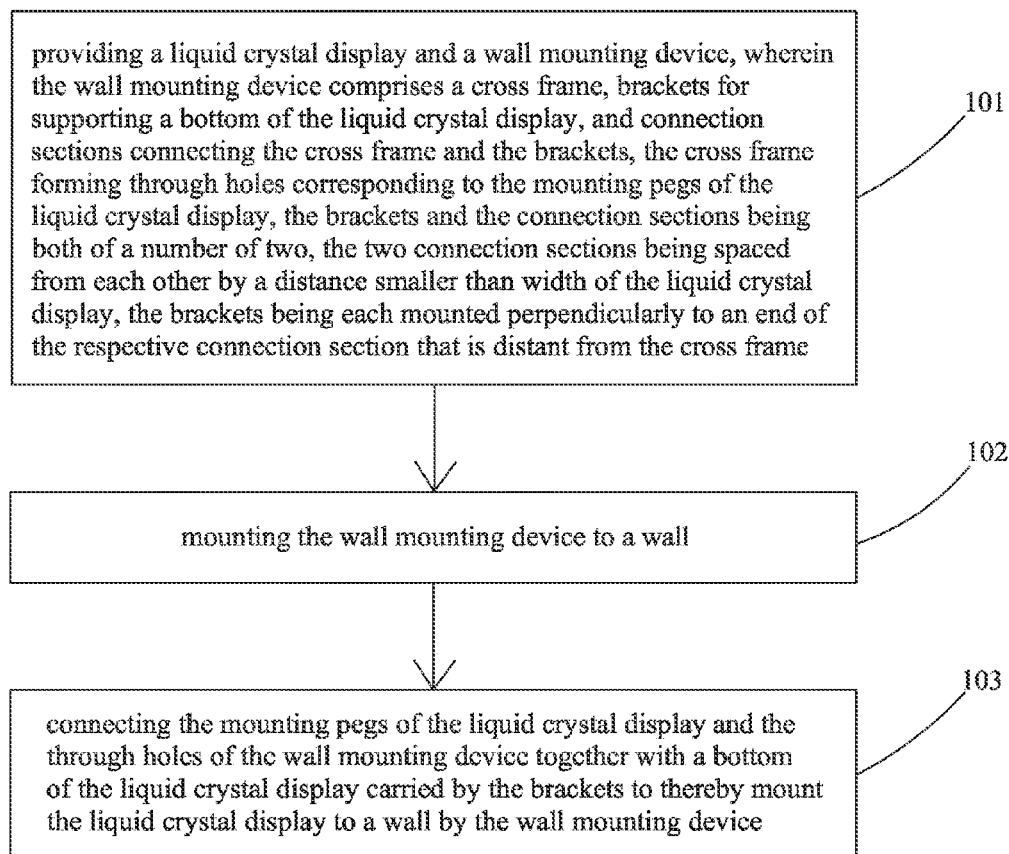 providing a liquid crystal display and a wall mounting device, wherein
the wall mounting device comprises a cross frame, brackets for
supporting a bottom of the liquid crystal display, and connection
sections connecting the cross frame and the brackets, the cross frame
forming through holes corresponding to the mounting pegs of the
liquid crystal display, the brackets and the connection sections being
both of a number of two, the two connection sections being spaced
from each other by a distance smaller than width of the liquid crystal
display, the brackets being each mounted perpendicularly to an end of
the respective connection section that is distant from the cross frame
101
mounting the wall mounting device to a wall
102
connecting the mounting pegs of the liquid crystal display and the
through holes of the wall mounting device together with a bottom
of the liquid crystal display carried by the brackets to thereby mount
the liquid crystal display to a wall by the wall mounting device
103